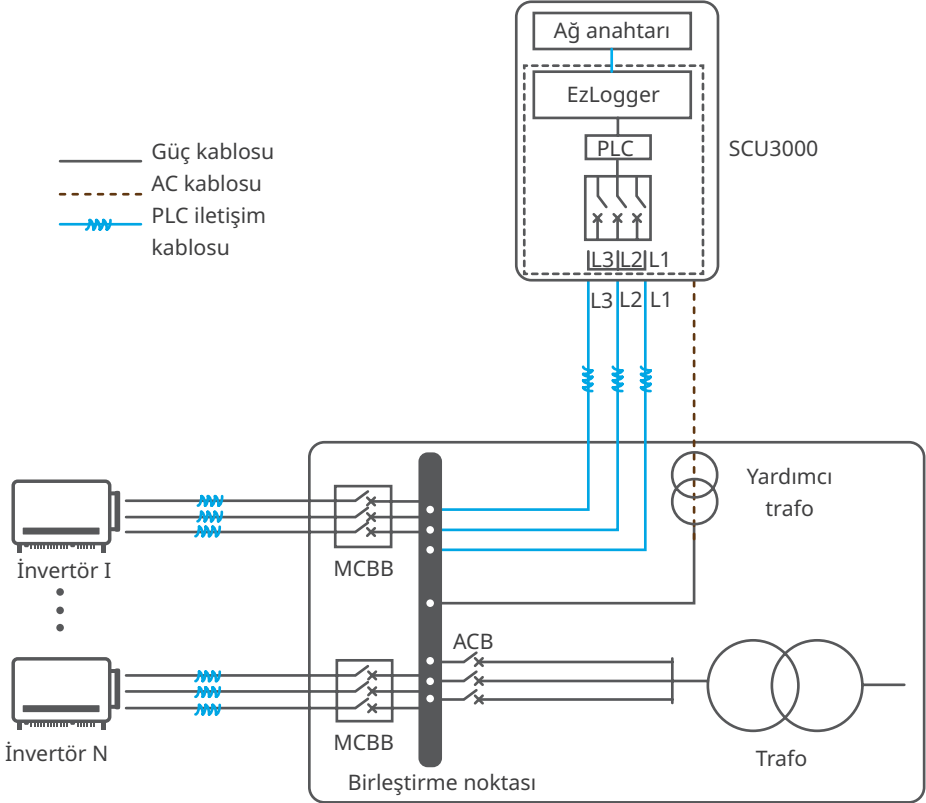 Ağ anahtarı
EzLogger
PLC
SCU3000
L3 L2 L1
L3 L2 L1
Güç kablosu
AC kablosu
PLC iletişim
kablosu
Yardımcı
trafo
İnvertör I
MCBB
ACB
İnvertör N
MCBB
Trafo
Birleştirme noktası